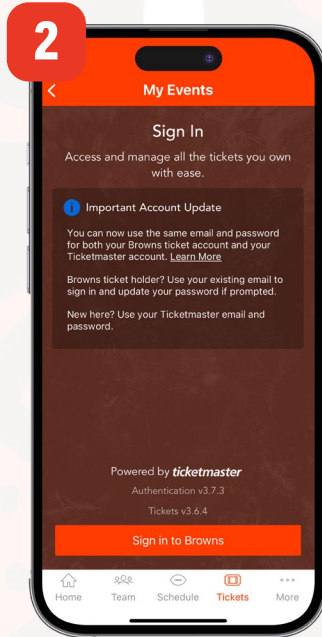 2
My Events
Sign In
Access and manage all the tickets you own
with ease.
i Important Account Update
You can now use the same email and password
for both your Browns ticket account and your
Ticketmaster account. Learn More
Browns ticket holder? Use your existing email to
sign in and update your password if prompted.
New here? Use your Ticketmaster email and
password.
Powered by ticketmaster
Authentication v3.7.3
Tickets v3.6.4
Sign in to Browns
Home Team Schedule Tickets More